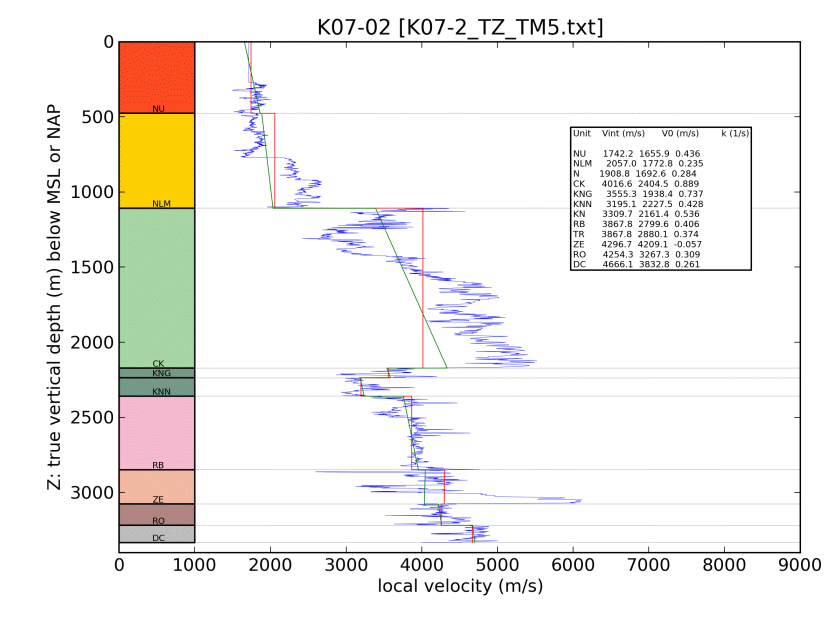 K07-02 [K07-2_TZ_TM5.txt]
Z: true vertical depth (m) below MSL or NAP
0
500
1000
1500
2000
2500
3000
NU
NLM
CK
KNG
KNN
RB
ZE
RO
DC
Unit Vint (m/s) V0 (m/s) k (1/s)
NU 1742.2 1655.9 0.436
NLM 2057.0 1772.8 0.235
N 1908.8 1692.6 0.284
CK 4016.6 2404.5 0.889
KNG 3555.3 1938.4 0.737
KNN 3195.1 2227.5 0.428
KN 3309.7 2161.4 0.536
RB 3867.8 2799.6 0.406
TR 3867.8 2880.1 0.374
ZE 4296.7 4209.1 -0.057
RO 4254.3 3267.3 0.309
DC 4666.1 3832.8 0.261
0 1000 2000 3000 4000 5000 6000 7000 8000 9000
local velocity (m/s)